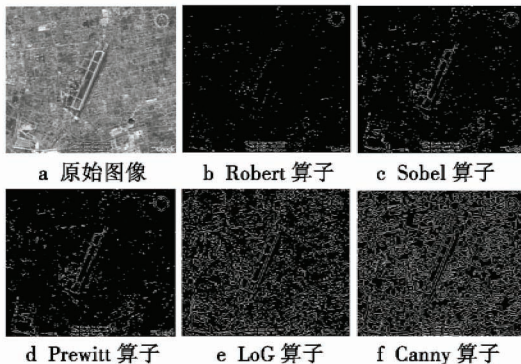 a 原始图像
b Robert 算子
c Sobel 算子
d Prewitt 算子
e LoG 算子
f Canny 算子